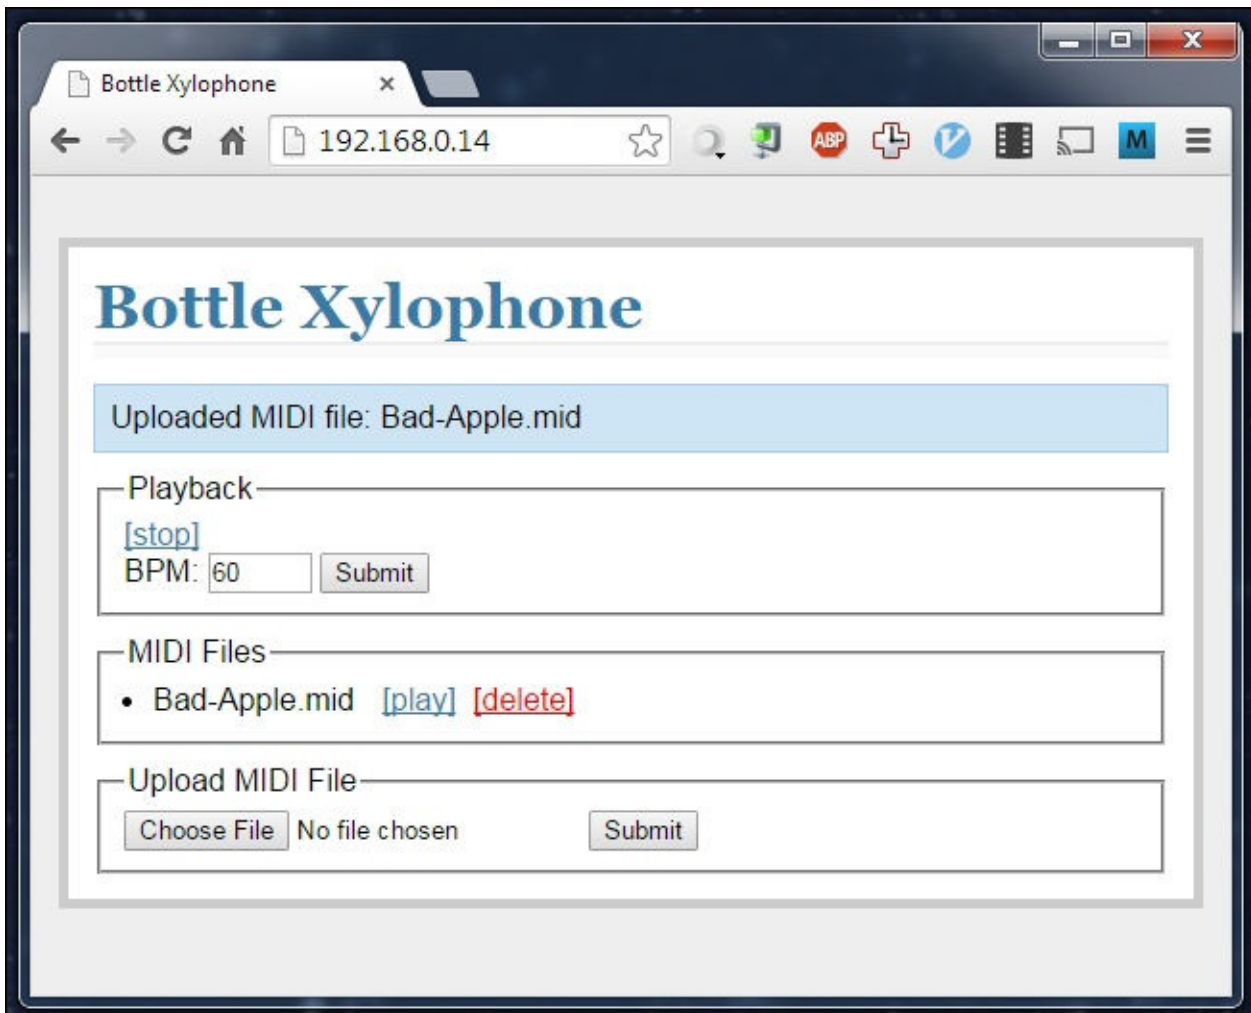 Bottle Xylophone
192.168.0.14
ABP
M
Bottle Xylophone
Uploaded MIDI file: Bad-Apple.mid
Playback
[stop]
BPM: 60 Submit
MIDI Files
• Bad-Apple.mid [play] [delete]
Upload MIDI File
Choose File No file chosen Submit